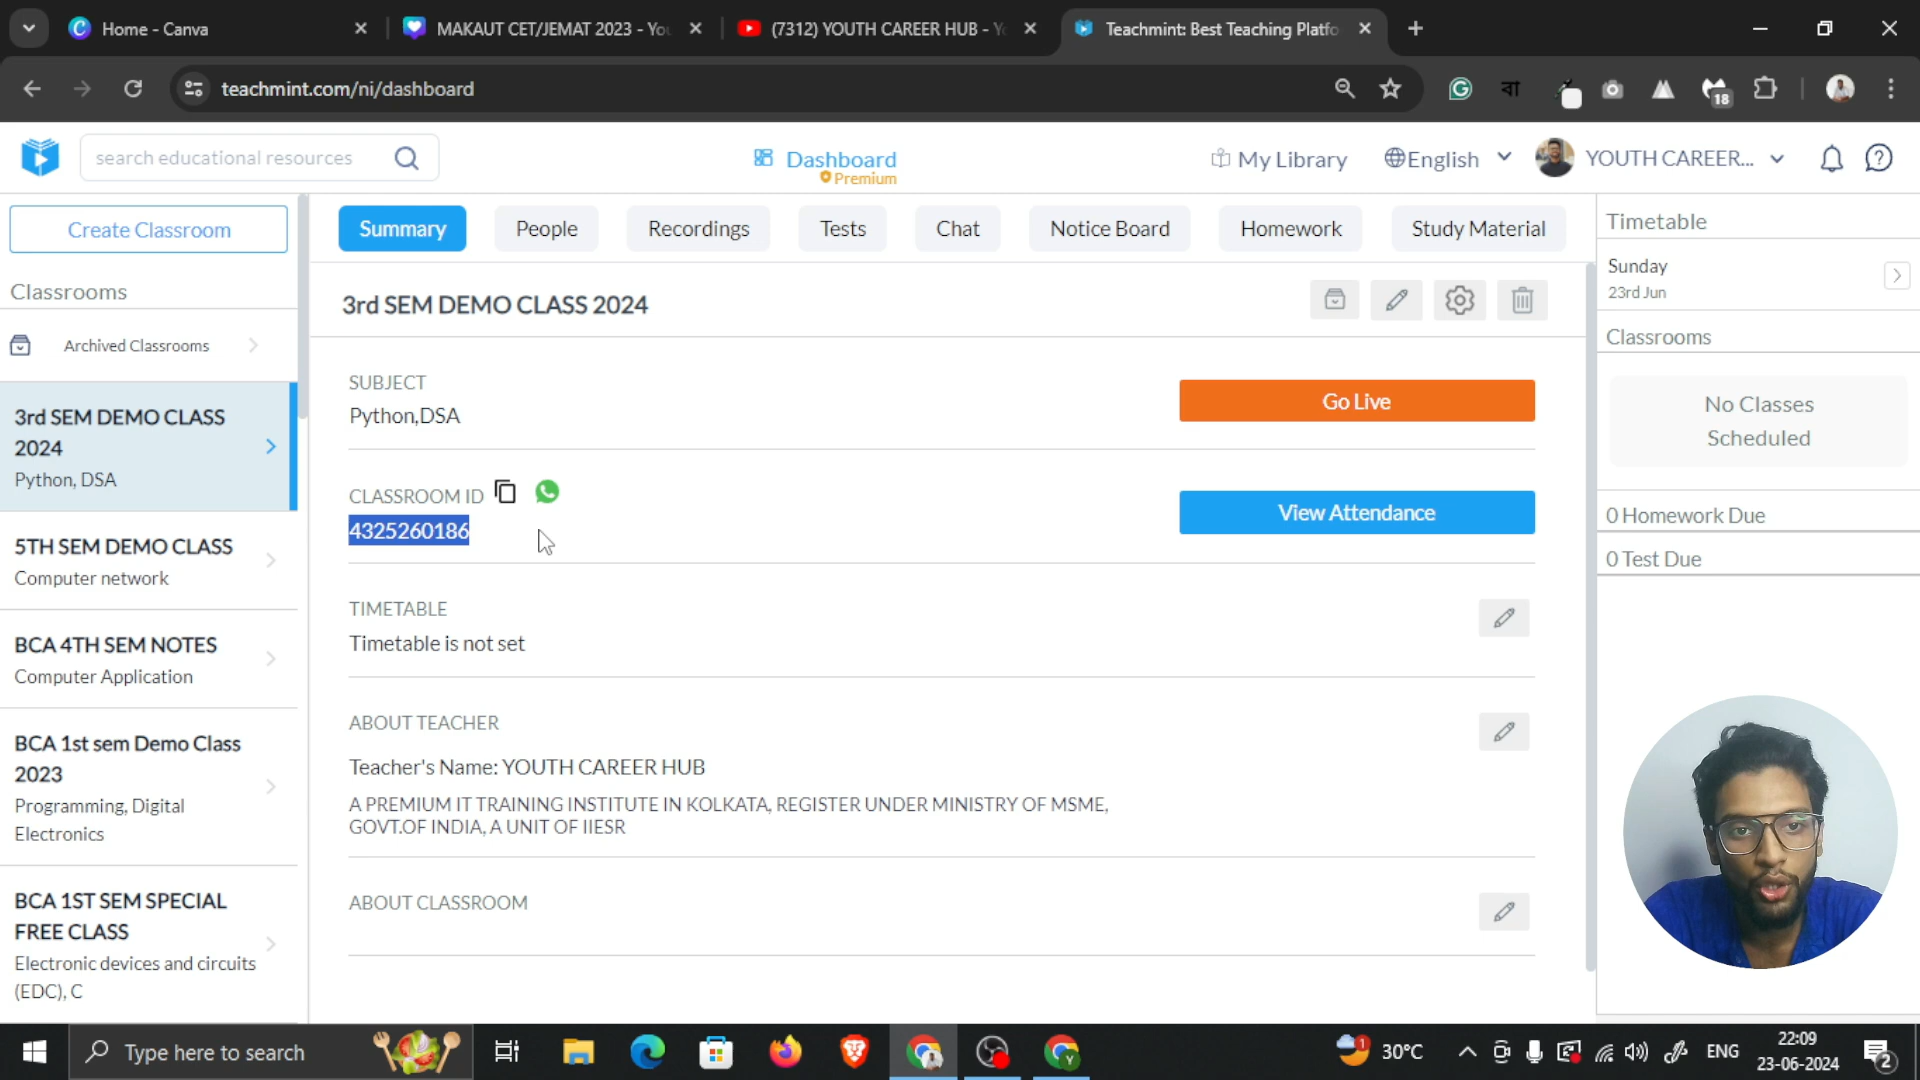 Home - Canva
MAKAUT CET/JEMAT 2023 - You
(7312) YOUTH CAREER HUB - Yo
Teachmint: Best Teaching Platfo
teachmint.com/ni/dashboard
বা
18
search educational resources
Dashboard
Premium
My Library
English
YOUTH CAREER...
Create Classroom
Classrooms
Archived Classrooms
3rd SEM DEMO CLASS
2024
Python, DSA
5TH SEM DEMO CLASS
Computer network
BCA 4TH SEM NOTES
Computer Application
BCA 1st sem Demo Class
2023
Programming, Digital
Electronics
BCA 1ST SEM SPECIAL
FREE CLASS
Electronic devices and circuits
(EDC), C
Summary
People
Recordings
Tests
Chat
Notice Board
Homework
Study Material
3rd SEM DEMO CLASS 2024
SUBJECT
Python,DSA
Go Live
CLASSROOM ID
4325260186
View Attendance
TIMETABLE
Timetable is not set
ABOUT TEACHER
Teacher's Name: YOUTH CAREER HUB
A PREMIUM IT TRAINING INSTITUTE IN KOLKATA, REGISTER UNDER MINISTRY OF MSME,
GOVT.OF INDIA, A UNIT OF IIESR
ABOUT CLASSROOM
Timetable
Sunday
23rd Jun
Classrooms
No Classes
Scheduled
0 Homework Due
0 Test Due
Type here to search
1
30°C
ENG
22:09
23-06-2024
2